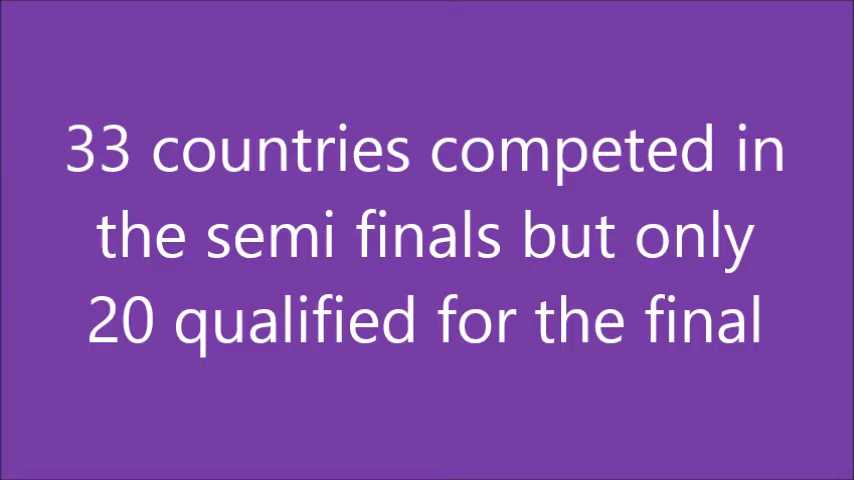 33 countries competed in
the semi finals but only
20 qualified for the final